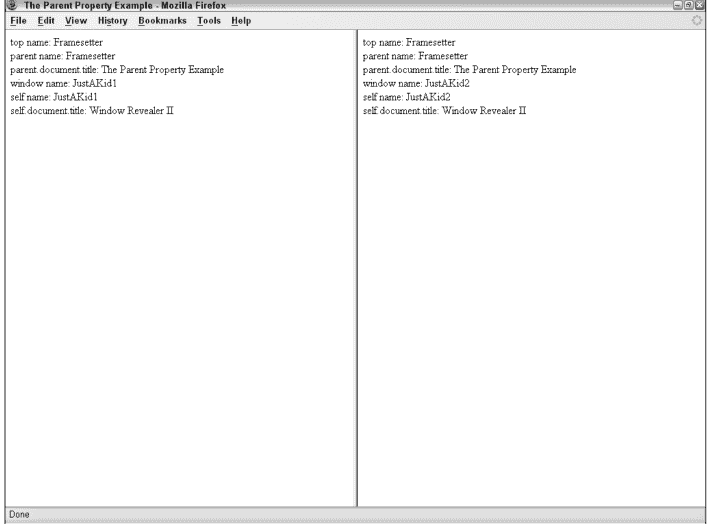 The Parent Property Example - Mozilla Firefox
File Edit View History Bookmarks Tools Help
top name: Framesetter
parent name: Framesetter
parent.document.title: The Parent Property Example
window name: JustAKid1
self name: JustAKid1
self.document.title: Window Revealer II
top name: Framesetter
parent name: Framesetter
parent.document.title: The Parent Property Example
window name: JustAKid2
self name: JustAKid2
self.document.title: Window Revealer II
Done